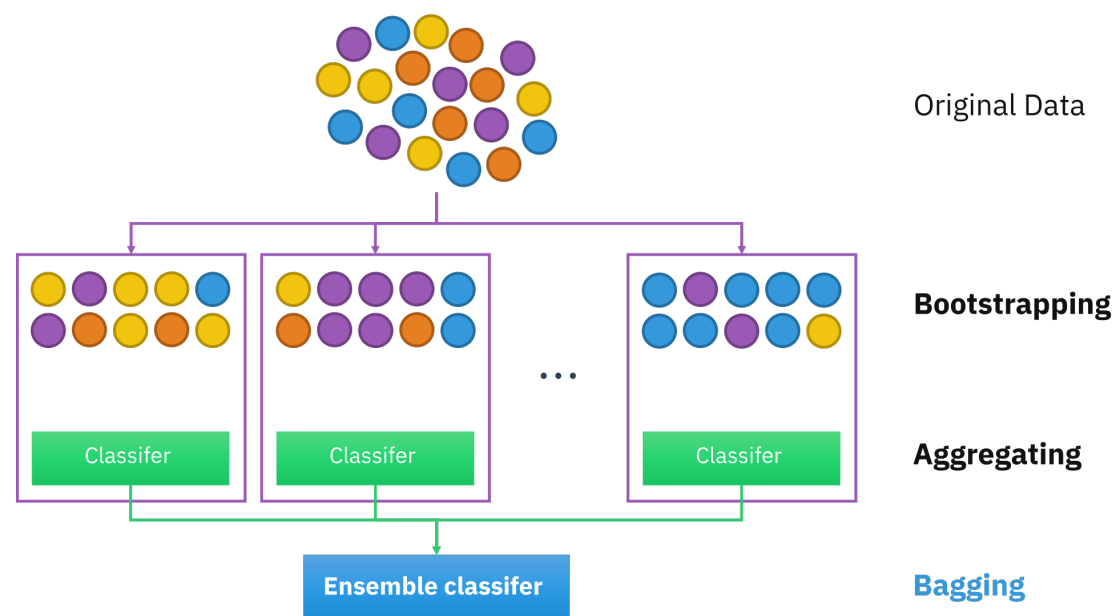 Original Data
Bootstrapping
...
Classifer
Classifer
Classifer
Aggregating
Ensemble classifer
Bagging